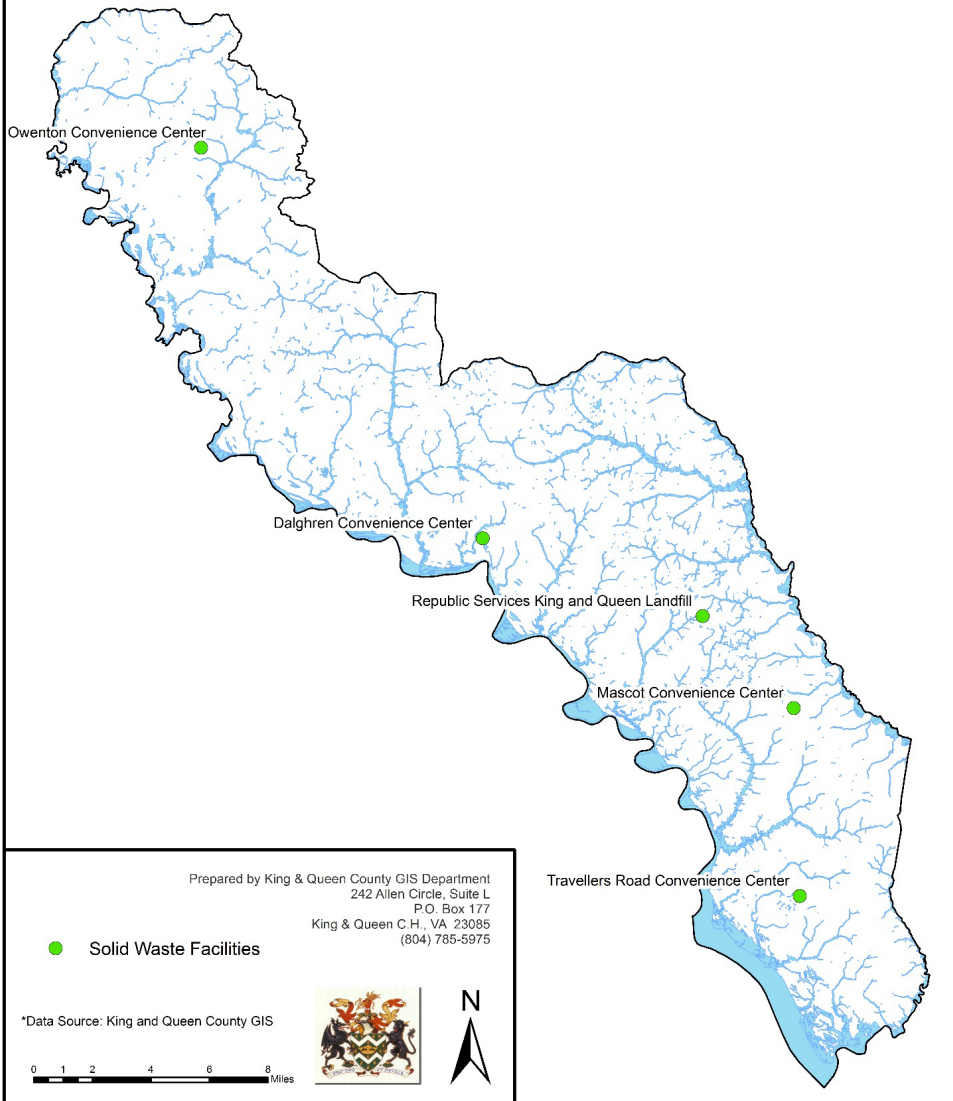 Owenton Convenience Center
Dalghren Convenience Center
Republic Services King and Queen Landfill
Mascot Convenience Center
Travellers Road Convenience Center
Prepared by King & Queen County GIS Department
242 Allen Circle, Suite L
P.O. Box 177
King & Queen C.H., VA 23085
(804) 785-5975
Solid Waste Facilities
*Data Source: King and Queen County GIS
N
0 1 2 4 6 8
Miles